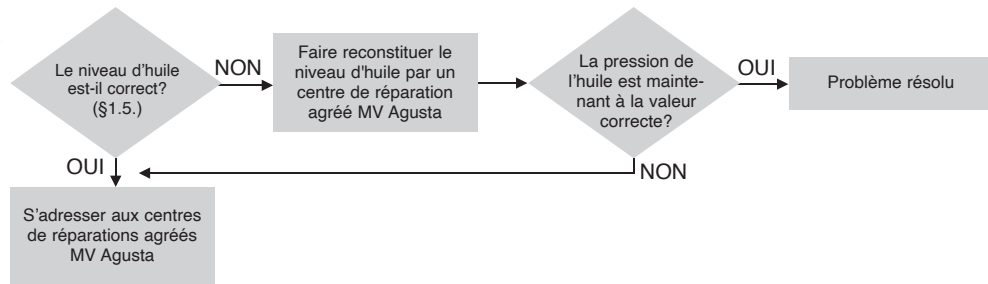 Le niveau d'huile
est-il correct?
(§1.5.)
NON
Faire reconstituer le
niveau d'huile par un
centre de réparation
agréé MV Agusta
La pression de
l'huile est mainte-
nant à la valeur
correcte?
OUI
Problème résolu
OUI
NON
S'adresser aux centres
de réparations agréés
MV Agusta